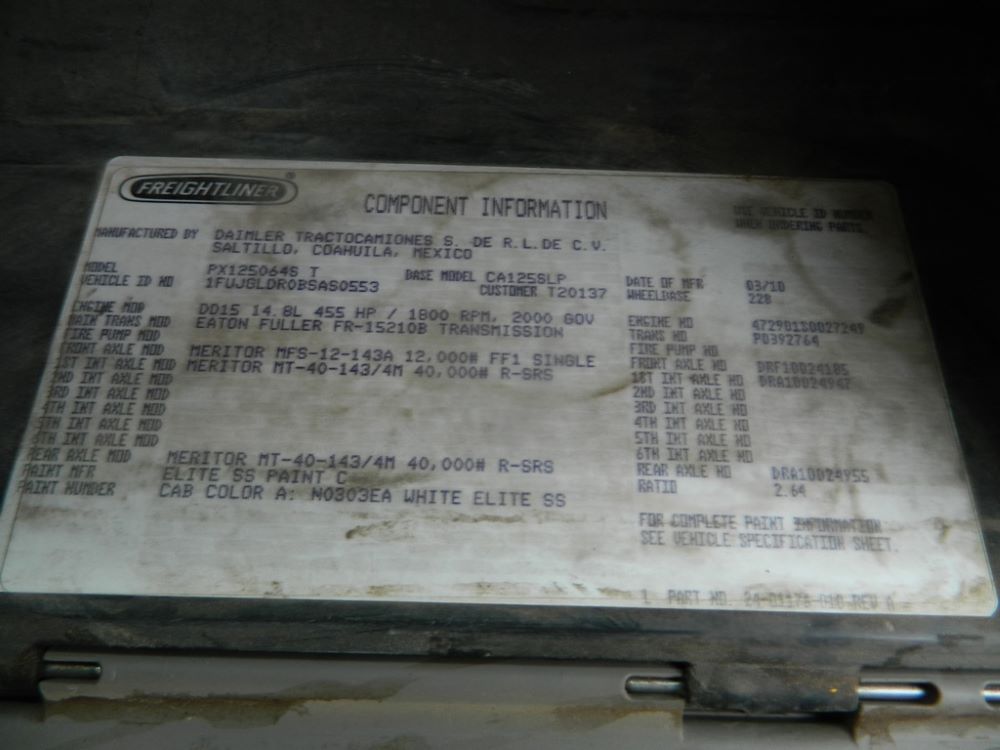 FREIGHTLINER ®
COMPONENT INFORMATION
USE VEHICLE ID NUMBER
WHEN ORDERING PARTS.
MANUFACTURED BY DAIMLER TRACTOCAMIONES S. DE R.L.DE C.V.
SALTILLO, COAHUILA, MEXICO
MODEL PX125064S T BASE MODEL CA125SLP DATE OF MFR 03/10
VEHICLE ID NO 1FUJGLDR0BSAS0553 CUSTOMER T20137 WHEELBASE 228
ENGINE MOD DD15 14.8L 455 HP / 1800 RPM, 2000 GOV ENGINE NO 472901S0027249
MAIN TRANS MOD EATON FULLER FR-15210B TRANSMISSION TRANS NO P0392764
FIRE PUMP MOD FIRE PUMP NO
FRONT AXLE MOD MERITOR MFS-12-143A 12,000# FF1 SINGLE FRONT AXLE NO DRF10024185
1ST INT AXLE MOD MERITOR MT-40-143/4M 40,000# R-SRS 1ST INT AXLE NO DRA10024947
2ND INT AXLE MOD 2ND INT AXLE NO
3RD INT AXLE MOD 3RD INT AXLE NO
4TH INT AXLE MOD 4TH INT AXLE NO
5TH INT AXLE MOD 5TH INT AXLE NO
6TH INT AXLE MOD 6TH INT AXLE NO
REAR AXLE MOD MERITOR MT-40-143/4M 40,000# R-SRS REAR AXLE NO DRA10024955
PAINT MFR ELITE SS PAINT C RATIO 2.64
PAINT NUMBER CAB COLOR A: N0303EA WHITE ELITE SS
FOR COMPLETE PAINT INFORMATION
SEE VEHICLE SPECIFICATION SHEET.
1 PART NO. 24-01176-010 REV A